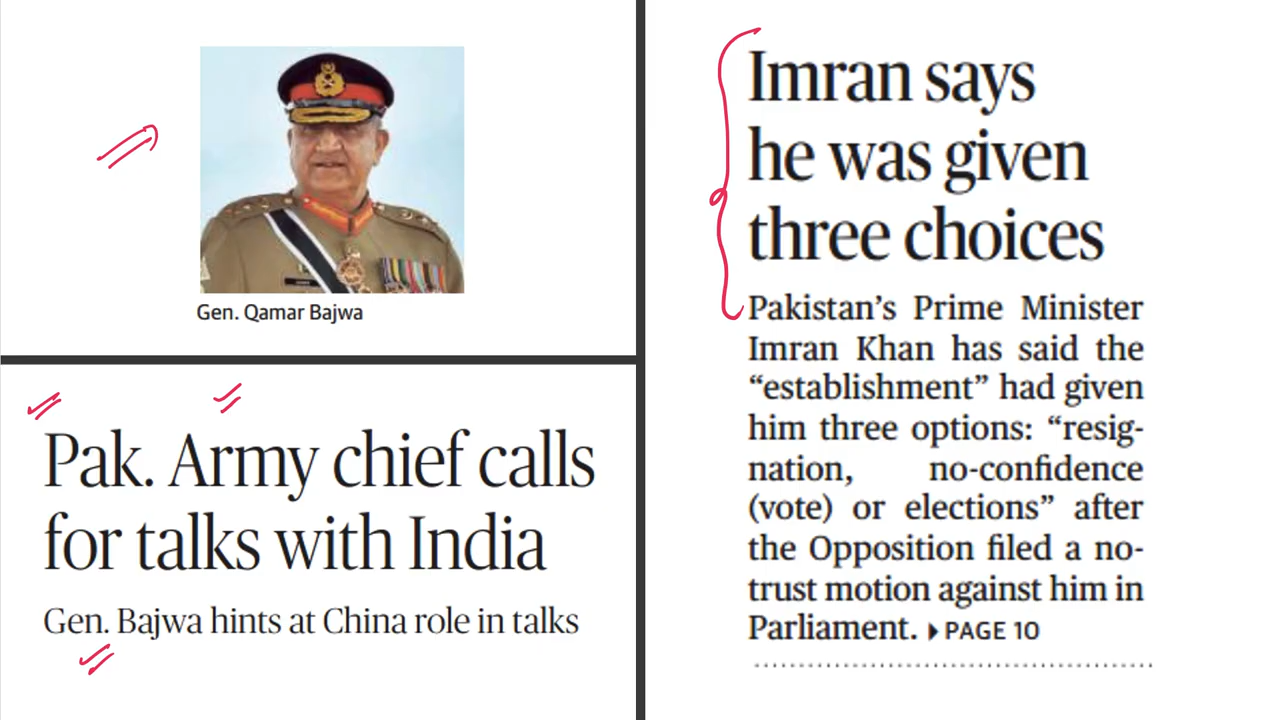 Gen. Qamar Bajwa
Pak. Army chief calls
for talks with India
Gen. Bajwa hints at China role in talks
Imran says
he was given
three choices
Pakistan’s Prime Minister
Imran Khan has said the
“establishment” had given
him three options: “resig-
nation, no-confidence
(vote) or elections” after
the Opposition filed a no-
trust motion against him in
Parliament. ▸ PAGE 10